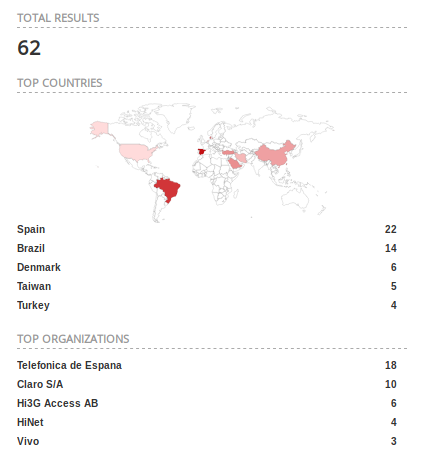 TOTAL RESULTS
62
TOP COUNTRIES
Spain 22
Brazil 14
Denmark 6
Taiwan 5
Turkey 4
TOP ORGANIZATIONS
Telefonica de Espana 18
Claro S/A 10
Hi3G Access AB 6
HiNet 4
Vivo 3